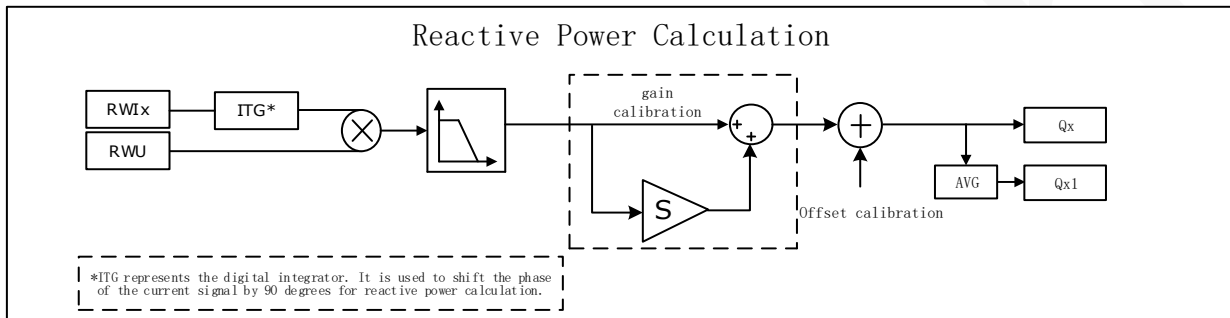 Reactive Power Calculation
RWIx
ITG*
RWU
gain
calibration
+
+
S
Offset calibration
Qx
AVG
Qx1
*ITG represents the digital integrator. It is used to shift the phase
of the current signal by 90 degrees for reactive power calculation.